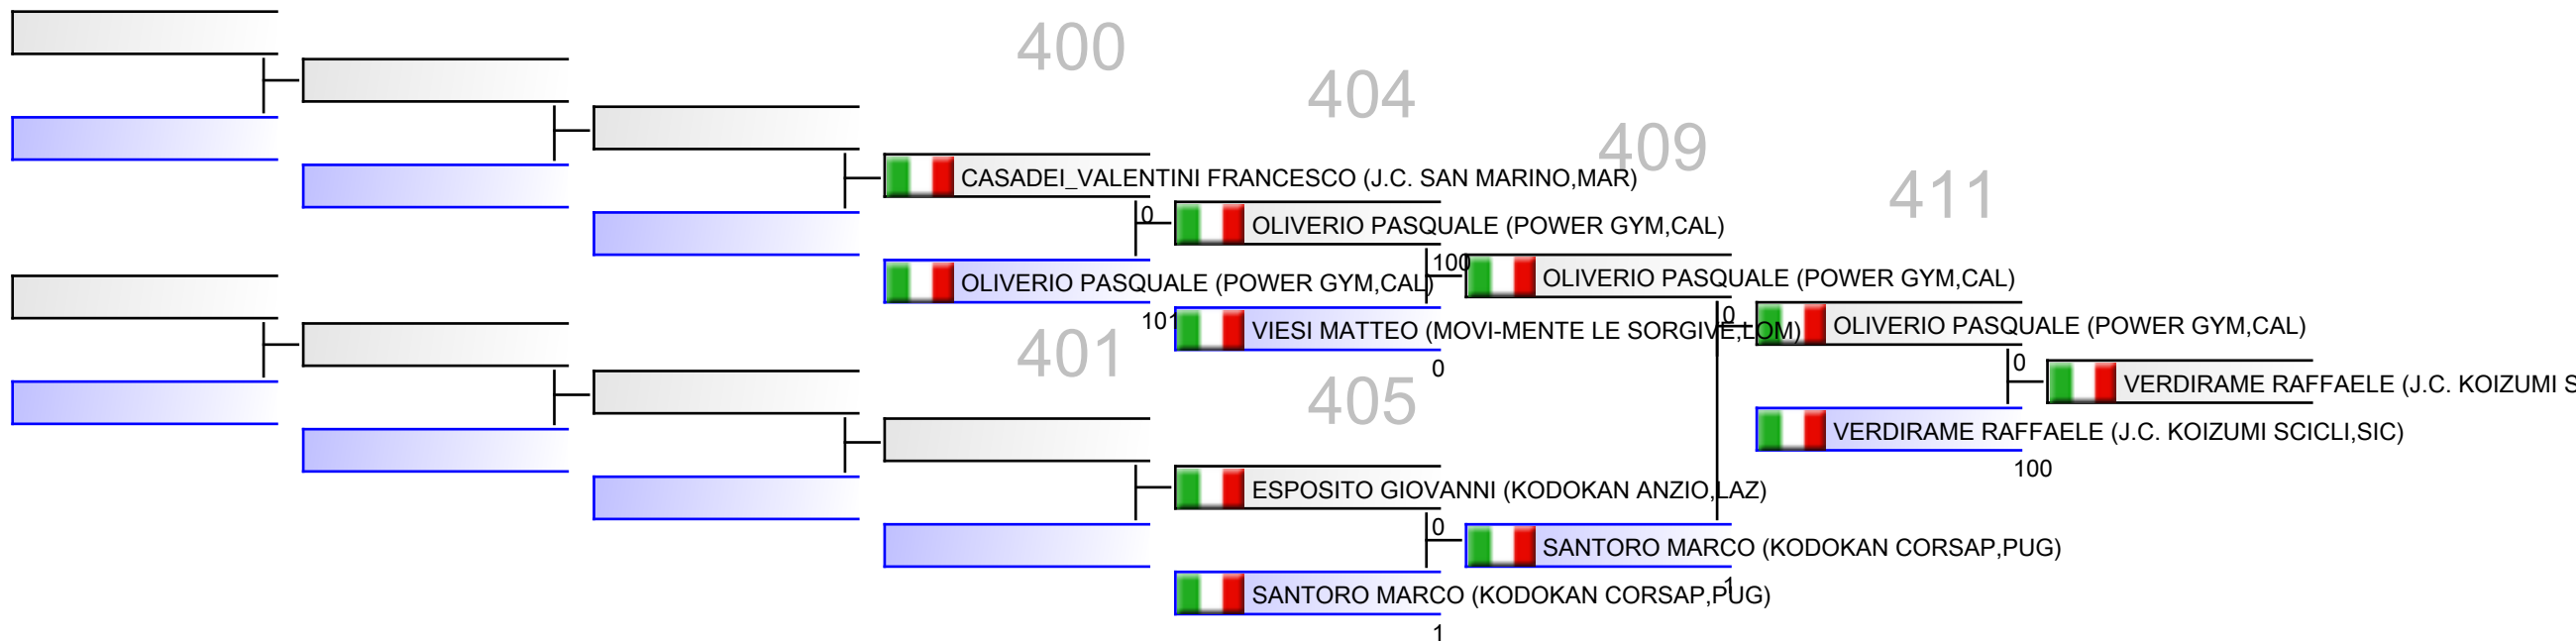 400
404
409
411
CASADEI_VALENTINI FRANCESCO (J.C. SAN MARINO,MAR)
0
OLIVERIO PASQUALE (POWER GYM,CAL)
100
OLIVERIO PASQUALE (POWER GYM,CAL)
OLIVERIO PASQUALE (POWER GYM,CAL)
101
VIESI MATTEO (MOVI-MENTE LE SORGIVE,LOM)
0
0
OLIVERIO PASQUALE (POWER GYM,CAL)
0
VERDIRAME RAFFAELE (J.C. KOIZUMI S
401
405
VERDIRAME RAFFAELE (J.C. KOIZUMI SCICLI,SIC)
100
ESPOSITO GIOVANNI (KODOKAN ANZIO,LAZ)
0
SANTORO MARCO (KODOKAN CORSAP,PUG)
1
SANTORO MARCO (KODOKAN CORSAP,PUG)
1